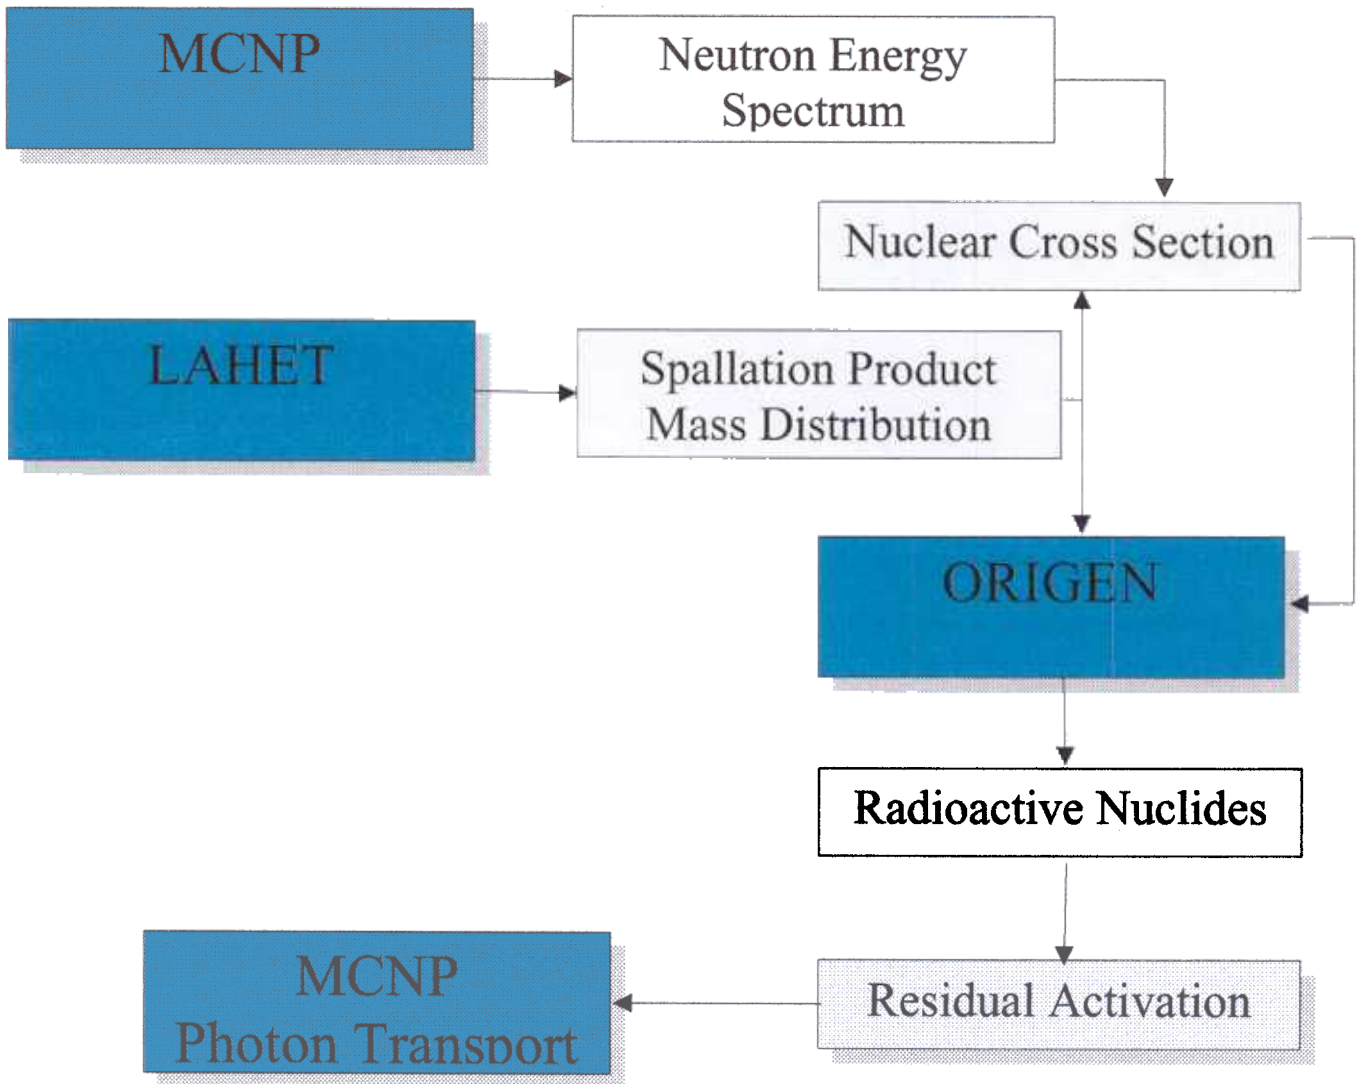 MCNP
Neutron Energy
Spectrum
Nuclear Cross Section
LAHET
Spallation Product
Mass Distribution
ORIGEN
Radioactive Nuclides
Residual Activation
MCNP
Photon Transport